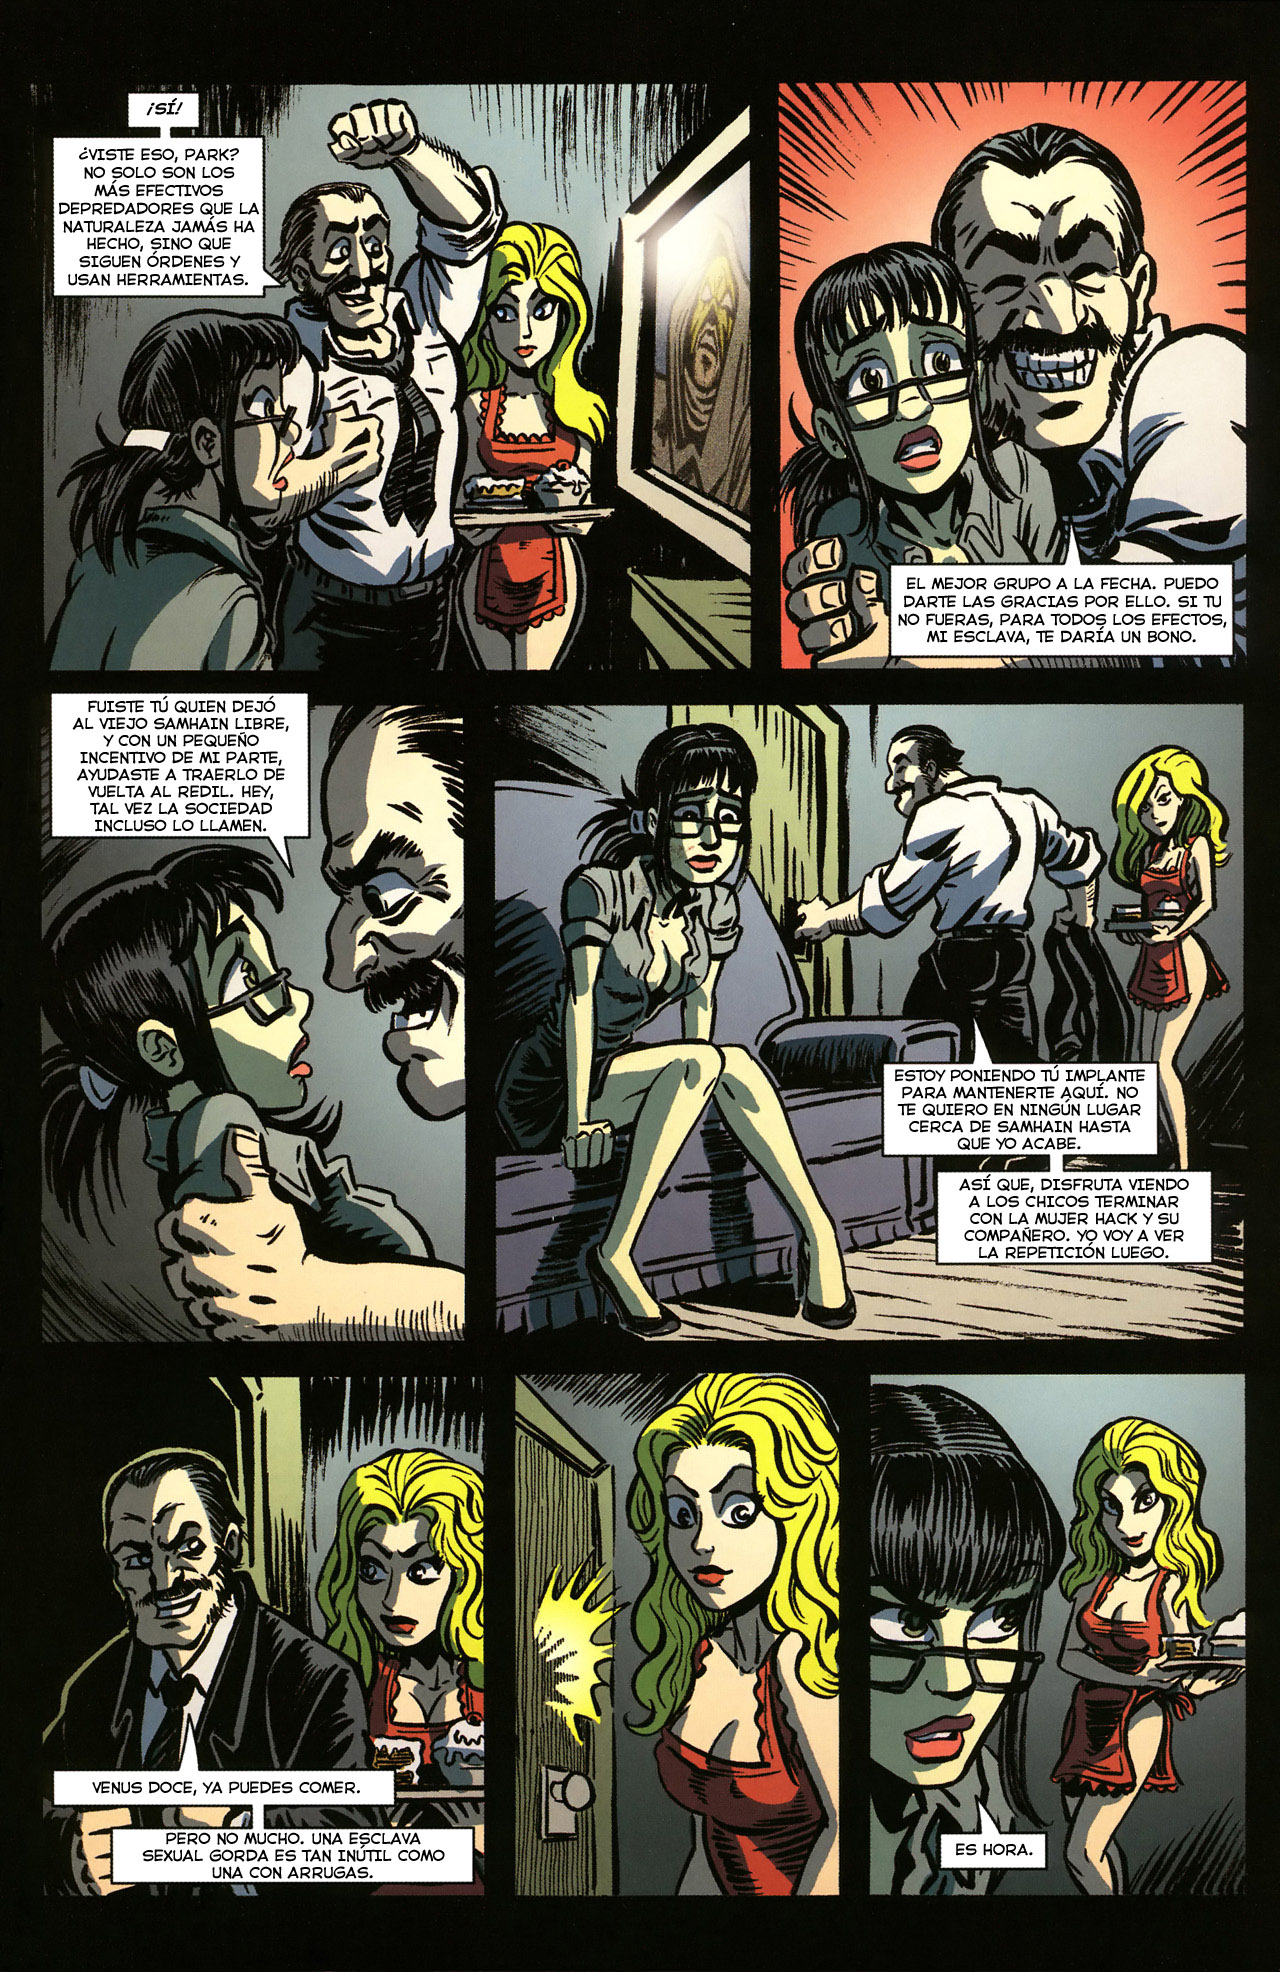 ¡SÍ!
¿VISTE ESO, PARK?
NO SOLO SON LOS
MÁS EFECTIVOS
DEPREDADORES QUE LA
NATURALEZA JAMÁS HA
HECHO, SINO QUE
SIGUEN ÓRDENES Y
USAN HERRAMIENTAS.
EL MEJOR GRUPO A LA FECHA. PUEDO
DARTE LAS GRACIAS POR ELLO. SI TU
NO FUERAS, PARA TODOS LOS EFECTOS,
MI ESCLAVA, TE DARÍA UN BONO.
FUISTE TÚ QUIEN DEJÓ
AL VIEJO SAMHAIN LIBRE,
Y CON UN PEQUEÑO
INCENTIVO DE MI PARTE,
AYUDASTE A TRAERLO DE
VUELTA AL REDIL. HEY,
TAL VEZ LA SOCIEDAD
INCLUSO LO LLAMEN.
ESTOY PONIENDO TÚ IMPLANTE
PARA MANTENERTE AQUÍ. NO
TE QUIERO EN NINGÚN LUGAR
CERCA DE SAMHAIN HASTA
QUE YO ACABE.
ASÍ QUE, DISFRUTA VIENDO
A LOS CHICOS TERMINAR
CON LA MUJER HACK Y SU
COMPAÑERO. YO VOY A VER
LA REPETICIÓN LUEGO.
VENUS DOCE, YA PUEDES COMER.
PERO NO MUCHO. UNA ESCLAVA
SEXUAL GORDA ES TAN INÚTIL COMO
UNA CON ARRUGAS.
ES HORA.